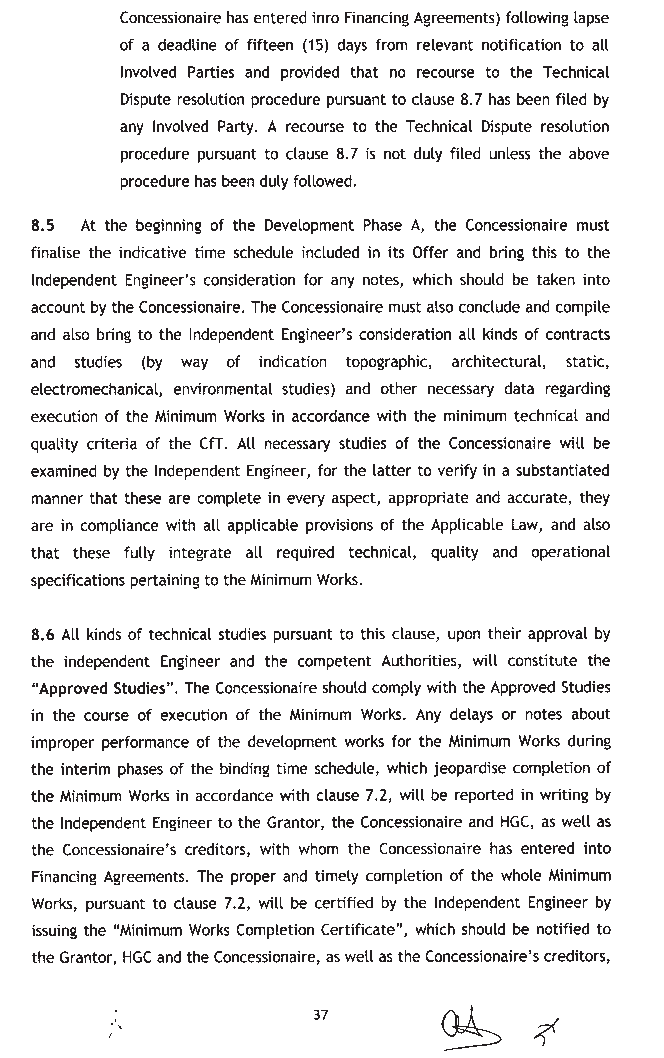 Concessionaire has entered inro Financing Agreements) following lapse
of a deadline of fifteen (15) days from relevant notification to all
Involved Parties and provided that no recourse to the Technical
Dispute resolution procedure pursuant to clause 8.7 has been filed by
any Involved Party. A recourse to the Technical Dispute resolution
procedure pursuant to clause 8.7 is not duly filed unless the above
procedure has been duly followed.
8.5 At the beginning of the Development Phase A, the Concessionaire must
finalise the indicative time schedule included in its Offer and bring this to the
Independent Engineer's consideration for any notes, which should be taken into
account by the Concessionaire. The Concessionaire must also conclude and compile
and also bring to the Independent Engineer's consideration all kinds of contracts
and studies (by way of indication topographic, architectural, static,
electromechanical, environmental studies) and other necessary data regarding
execution of the Minimum Works in accordance with the minimum technical and
quality criteria of the CfT. All necessary studies of the Concessionaire will be
examined by the Independent Engineer, for the latter to verify in a substantiated
manner that these are complete in every aspect, appropriate and accurate, they
are in compliance with all applicable provisions of the Applicable Law, and also
that these fully integrate all required technical, quality and operational
specifications pertaining to the Minimum Works.
8.6 All kinds of technical studies pursuant to this clause, upon their approval by
the independent Engineer and the competent Authorities, will constitute the
"Approved Studies". The Concessionaire should comply with the Approved Studies
in the course of execution of the Minimum Works. Any delays or notes about
improper performance of the development works for the Minimum Works during
the interim phases of the binding time schedule, which jeopardise completion of
the Minimum Works in accordance with clause 7.2, will be reported in writing by
the Independent Engineer to the Grantor, the Concessionaire and HGC, as well as
the Concessionaire's creditors, with whom the Concessionaire has entered into
Financing Agreements. The proper and timely completion of the whole Minimum
Works, pursuant to clause 7.2, will be certified by the Independent Engineer by
issuing the "Minimum Works Completion Certificate", which should be notified to
the Grantor, HGC and the Concessionaire, as well as the Concessionaire's creditors,
37